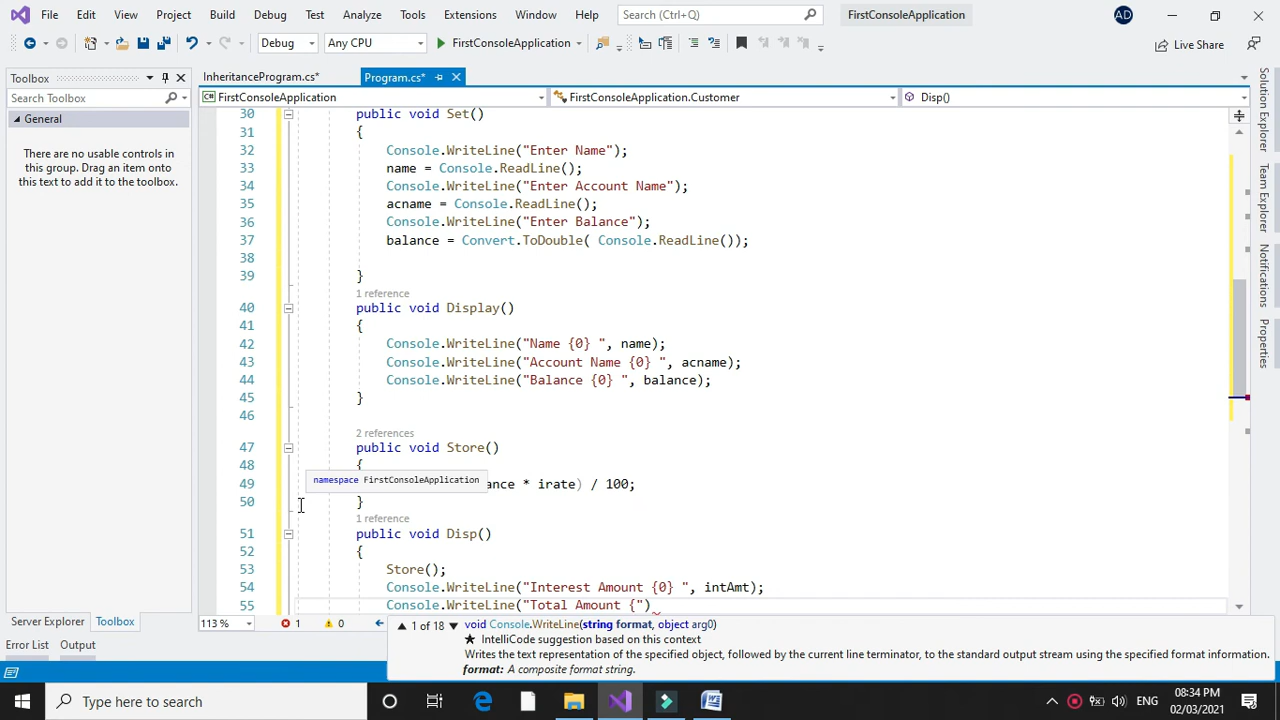 File Edit View Project Build Debug Test Analyze Tools Extensions Window Help Search (Ctrl+Q) FirstConsoleApplication AD
Debug Any CPU FirstConsoleApplication Live Share
Toolbox
Search Toolbox
General
There are no usable controls in
this group. Drag an item onto
this text to add it to the toolbox.
InheritanceProgram.cs* Program.cs*
FirstConsoleApplication FirstConsoleApplication.Customer Disp()
30 public void Set()
31 {
32 Console.WriteLine("Enter Name");
33 name = Console.ReadLine();
34 Console.WriteLine("Enter Account Name");
35 acname = Console.ReadLine();
36 Console.WriteLine("Enter Balance");
37 balance = Convert.ToDouble( Console.ReadLine());
38
39 }
1 reference
40 public void Display()
41 {
42 Console.WriteLine("Name {0} ", name);
43 Console.WriteLine("Account Name {0} ", acname);
44 Console.WriteLine("Balance {0} ", balance);
45 }
46
2 references
47 public void Store()
48 {
namespace FirstConsoleApplication
49 ance * irate) / 100;
50 }
1 reference
51 public void Disp()
52 {
53 Store();
54 Console.WriteLine("Interest Amount {0} ", intAmt);
55 Console.WriteLine("Total Amount {")
113 % 1 0
1 of 18 void Console.WriteLine(string format, object arg0)
★ IntelliCode suggestion based on this context
Writes the text representation of the specified object, followed by the current line terminator, to the standard output stream using the specified format information.
format: A composite format string.
Server Explorer Toolbox
Error List Output
Solution Explorer
Team Explorer
Notifications
Properties
Type here to search
ENG
08:34 PM
02/03/2021